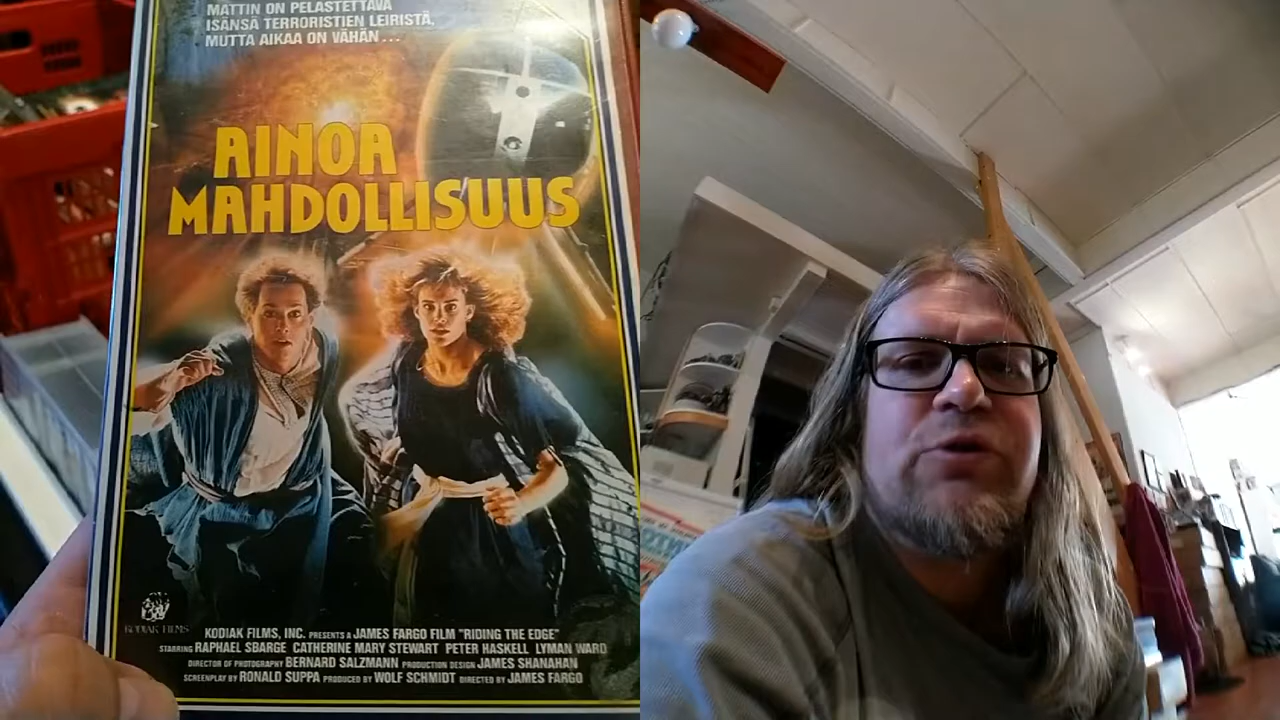 MATTIN ON PELASTETTAVA
ISÄNSÄ TERRORISTIEN LEIRISTÄ,
MUTTA AIKAA ON VÄHÄN...
AINOA
MAHDOLLISUUS
KODIAK FILMS
KODIAK FILMS, INC. PRESENTS A JAMES FARGO FILM "RIDING THE EDGE"
STARRING RAPHAEL SBARGE CATHERINE MARY STEWART PETER HASKELL LYMAN WARD
DIRECTOR OF PHOTOGRAPHY BERNARD SALZMANN PRODUCTION DESIGN JAMES SHANAHAN
SCREENPLAY BY RONALD SUPPA PRODUCED BY WOLF SCHMIDT DIRECTED BY JAMES FARGO